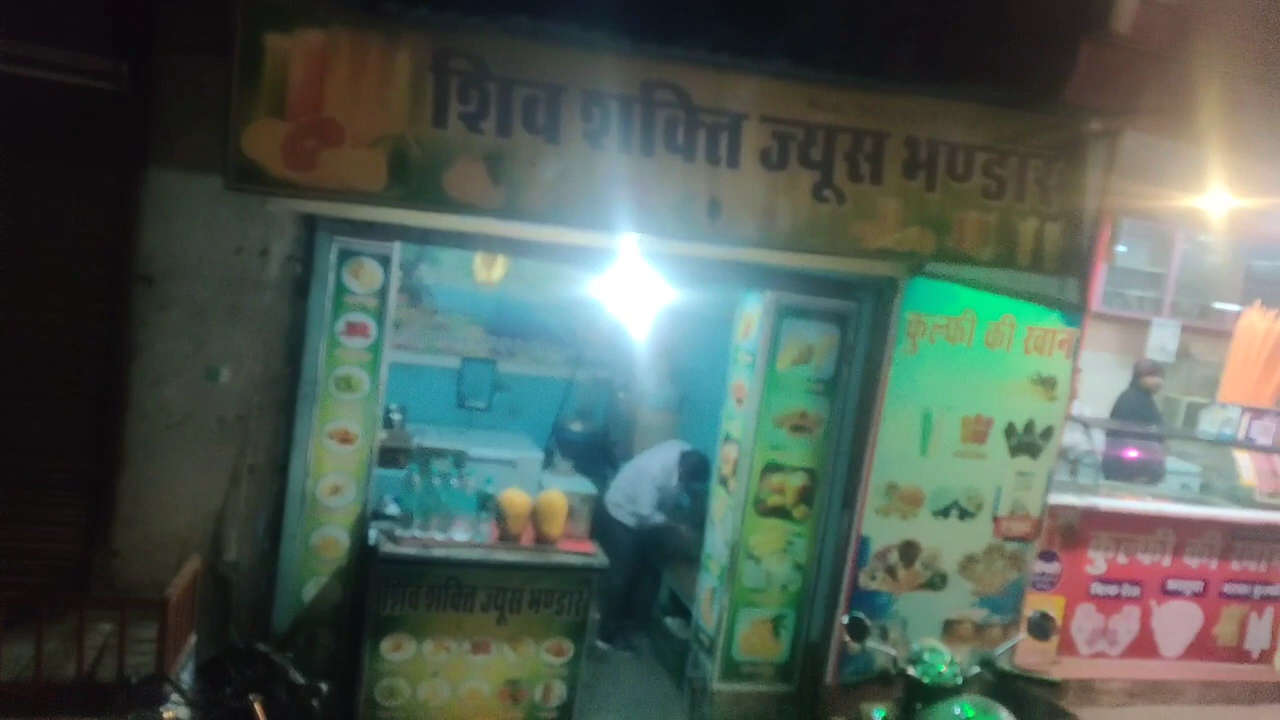 शिव शक्ति ज्यूस भण्डार
कुल्फी की खान
शिव शक्ति ज्यूस भण्डार
कुल्फी की खान